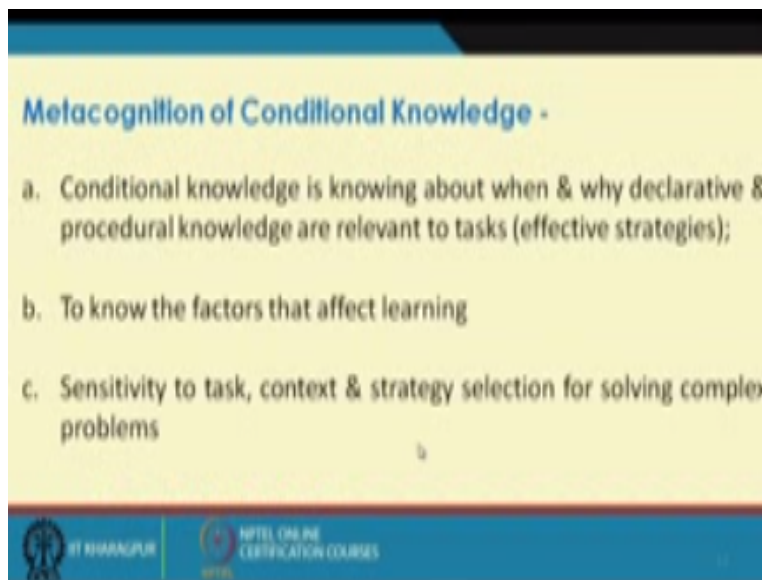 Metacognition of Conditional Knowledge -
a. Conditional knowledge is knowing about when & why declarative &
procedural knowledge are relevant to tasks (effective strategies);
b. To know the factors that affect learning
c. Sensitivity to task, context & strategy selection for solving complex
problems
IIT KHARAGPUR
NPTEL ONLINE
CERTIFICATION COURSES
NPTEL